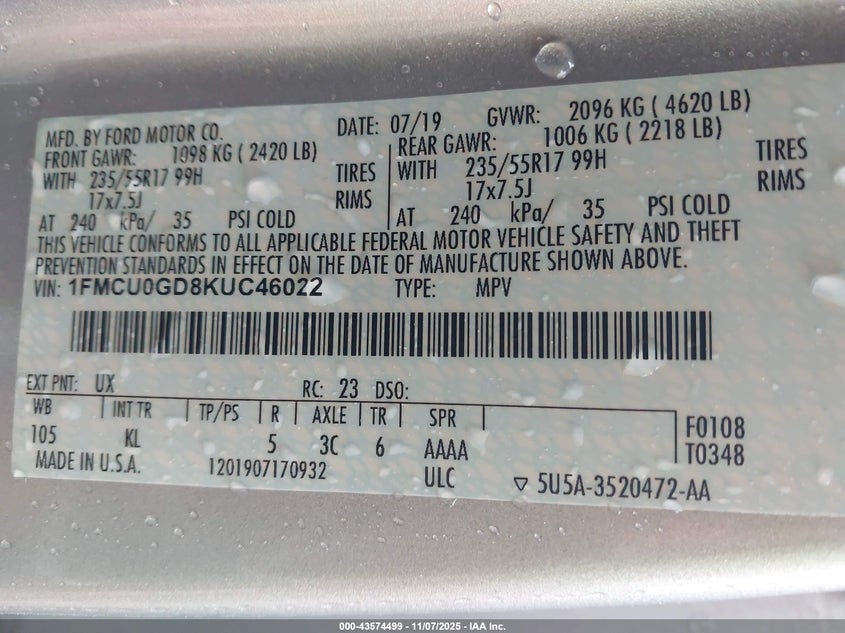 MFD. BY FORD MOTOR CO. DATE: 07/19 GVWR: 2096 KG ( 4620 LB)
FRONT GAWR: 1098 KG ( 2420 LB) REAR GAWR: 1006 KG ( 2218 LB)
WITH 235/55R17 99H TIRES WITH 235/55R17 99H TIRES
17x7.5J RIMS 17x7.5J RIMS
AT 240 kPa/ 35 PSI COLD AT 240 kPa/ 35 PSI COLD
THIS VEHICLE CONFORMS TO ALL APPLICABLE FEDERAL MOTOR VEHICLE SAFETY AND THEFT
PREVENTION STANDARDS IN EFFECT ON THE DATE OF MANUFACTURE SHOWN ABOVE.
VIN: 1FMCU0GD8KUC46022 TYPE: MPV
EXT PNT: UX RC: 23 DSO:
WB INT TR TP/PS R AXLE TR SPR F0108
105 KL 5 3C 6 AAAA T0348
MADE IN U.S.A. 1201907170932 ULC ▽ 5U5A-3520472-AA
000-43574499 - 11/07/2025 - IAA Inc.